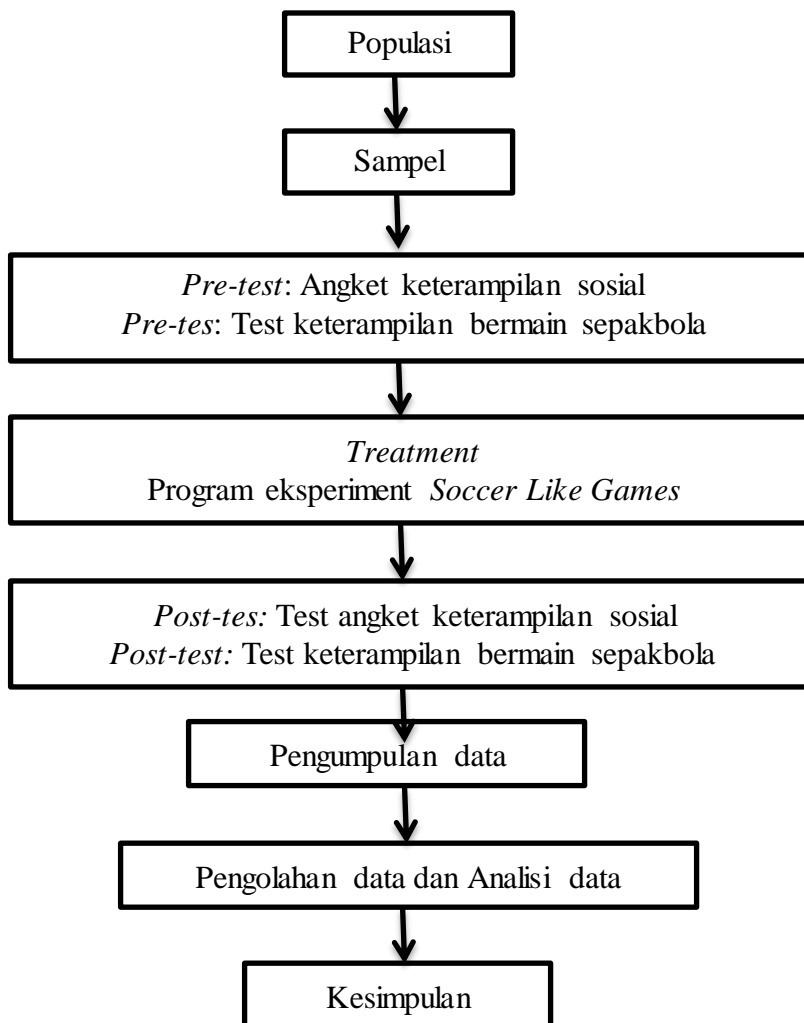 Populasi
Sampel
Pre-test: Angket keterampilan sosial
Pre-tes: Test keterampilan bermain sepakbola
Treatment
Program eksperiment Soccer Like Games
Post-tes: Test angket keterampilan sosial
Post-test: Test keterampilan bermain sepakbola
Pengumpulan data
Pengolahan data dan Analisi data
Kesimpulan